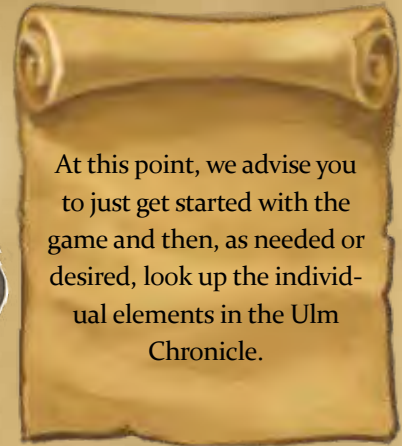 At this point, we advise you
to just get started with the
game and then, as needed or
desired, look up the individ-
ual elements in the Ulm
Chronicle.